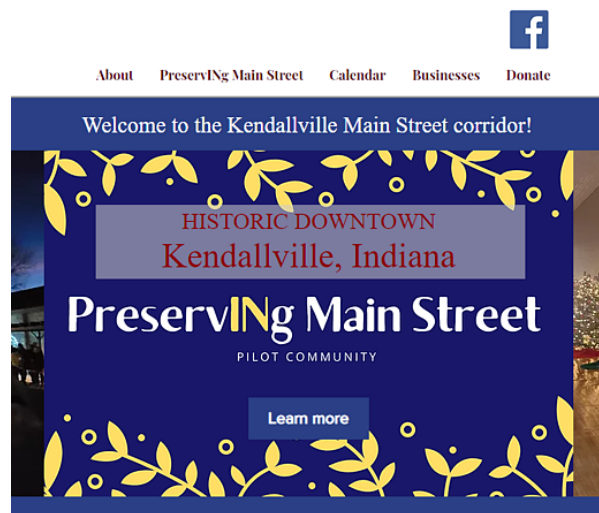 About PreservINg Main Street Calendar Businesses Donate
Welcome to the Kendallville Main Street corridor!
HISTORIC DOWNTOWN
Kendallville, Indiana
PreservINg Main Street
PILOT COMMUNITY
Learn more